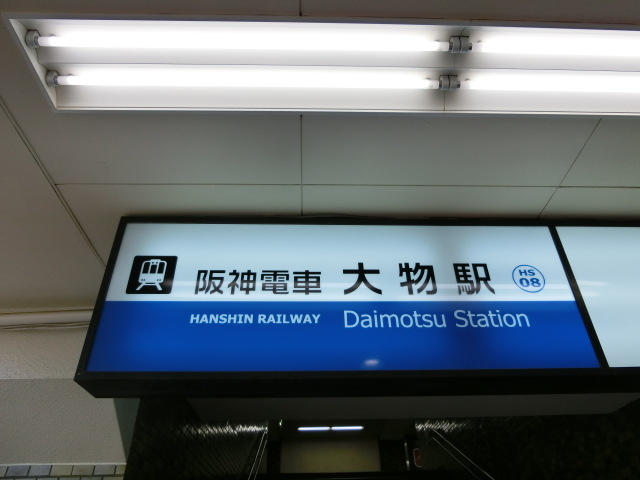 阪神電車 大物駅 HS 08
HANSHIN RAILWAY Daimotsu Station